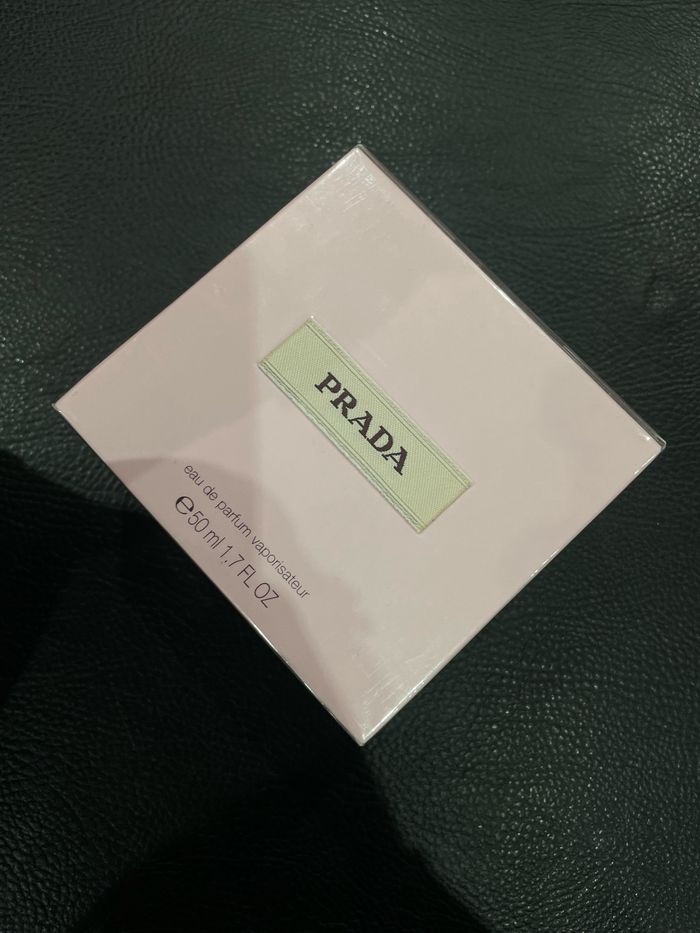 PRADA
eau de parfum vaporisateur
℮50 ml 1,7 FL OZ